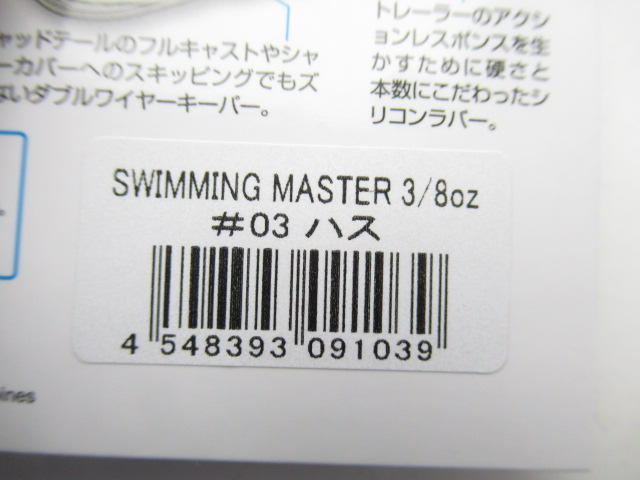 トレーラーのアクシ
ョンレスポンスを生
かすために硬さと
本数にこだわったシ
リコンラバー。
ャッドテールのフルキャストやシャ
ーカバーへのスキッピングでもズ
ないダブルワイヤーキーパー。
SWIMMING MASTER 3/8oz
#03 ハス
4 548393 091039
ines